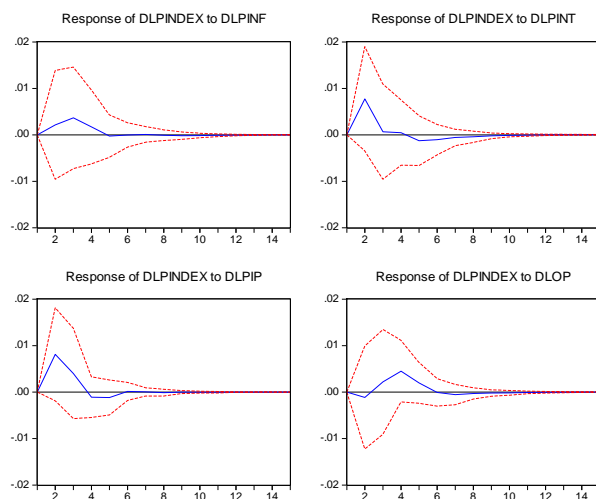 Response of DLPINDEX to DLPINF
.02
.01
.00
-.01
-.02
2 4 6 8 10 12 14
Response of DLPINDEX to DLPINT
.02
.01
.00
-.01
-.02
2 4 6 8 10 12 14
Response of DLPINDEX to DLPIP
.02
.01
.00
-.01
-.02
2 4 6 8 10 12 14
Response of DLPINDEX to DLOP
.02
.01
.00
-.01
-.02
2 4 6 8 10 12 14